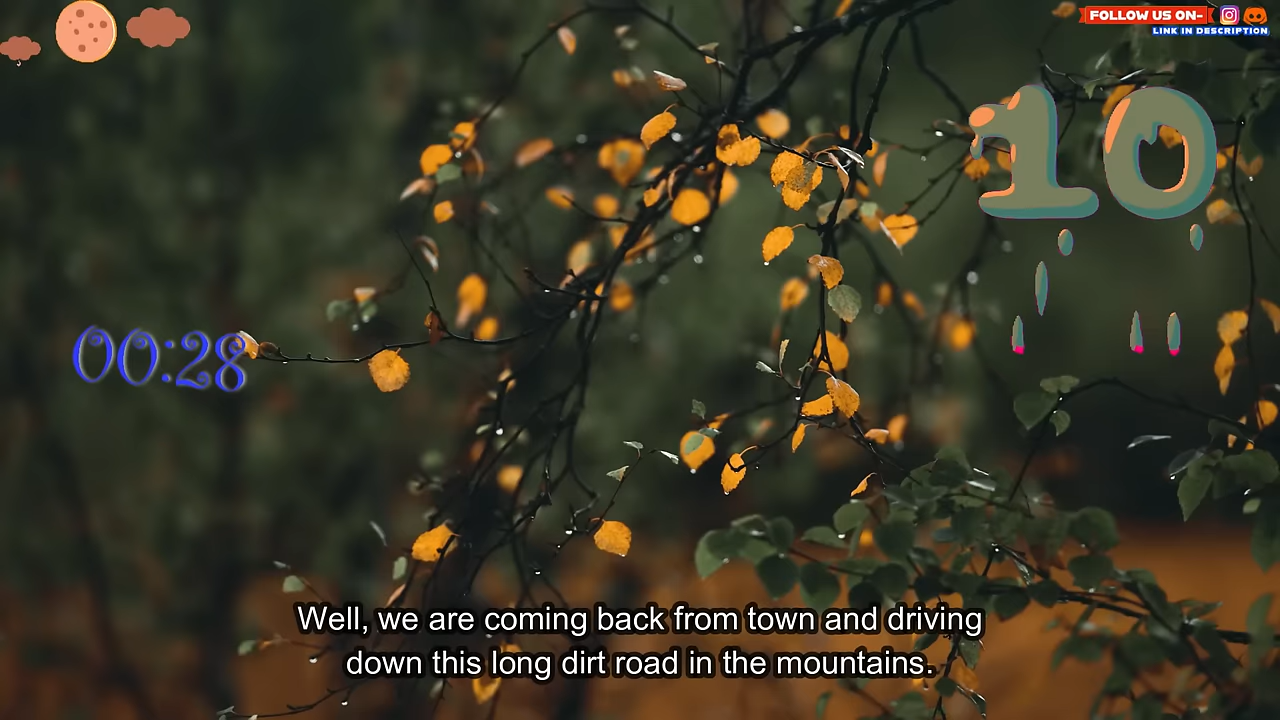 FOLLOW US ON-
LINK IN DESCRIPTION
10
00:28
Well, we are coming back from town and driving
down this long dirt road in the mountains.